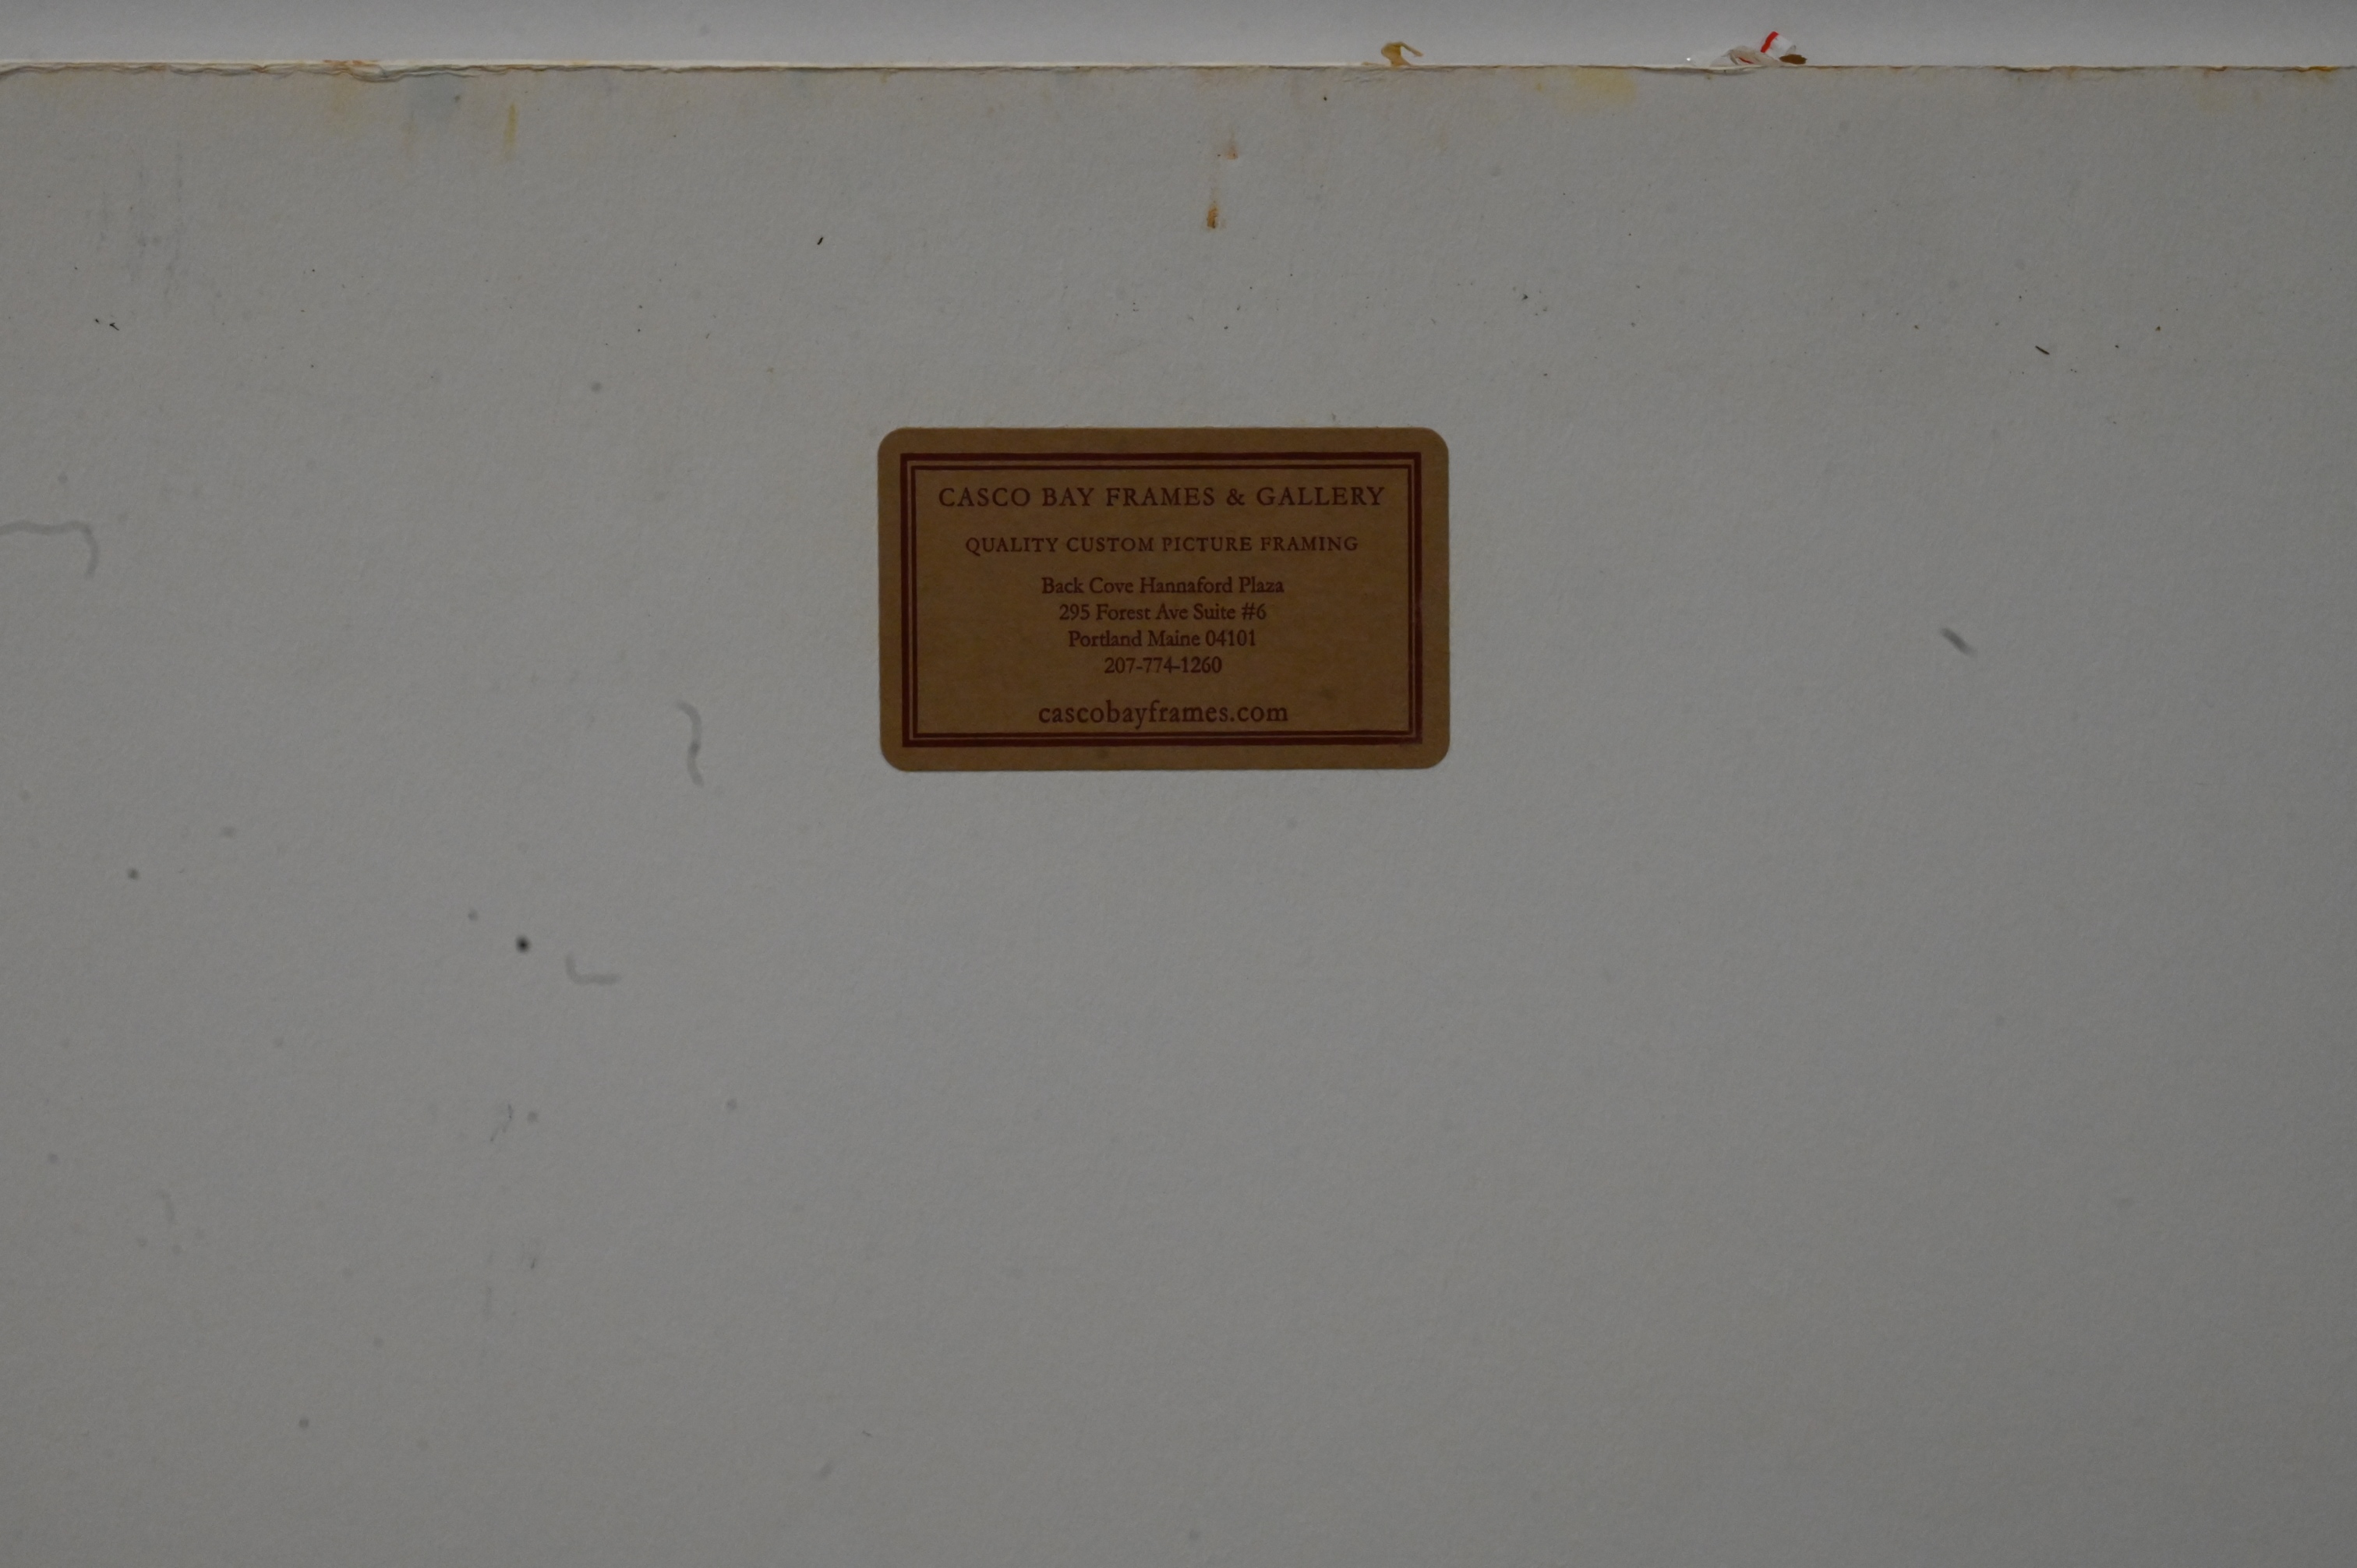 CASCO BAY FRAMES & GALLERY
QUALITY CUSTOM PICTURE FRAMING
Back Cove Hannaford Plaza
295 Forest Ave Suite #6
Portland Maine 04101
207-774-1260
cascobayframes.com